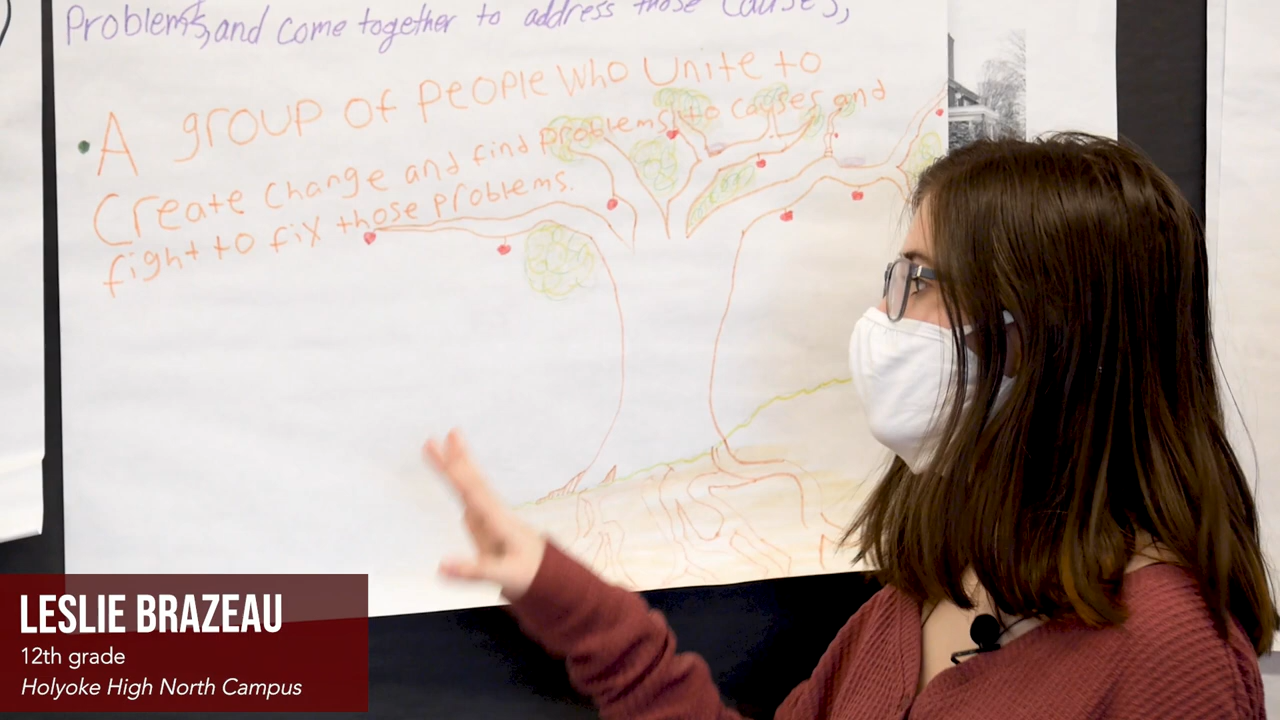 Problems, and come together to address those causes,
• A group of people who unite to
create change and find problems to causes and
fight to fix those problems.
LESLIE BRAZEAU
12th grade
Holyoke High North Campus